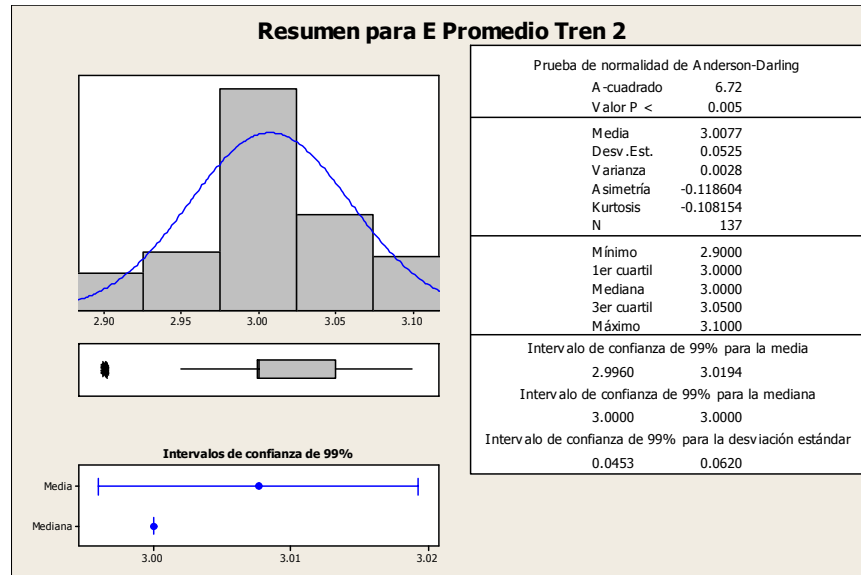 Resumen para E Promedio Tren 2
2.90 2.95 3.00 3.05 3.10
Intervalos de confianza de 99%
Media
Mediana
3.00 3.01 3.02
Prueba de normalidad de Anderson-Darling
A-cuadrado 6.72
Valor P < 0.005
Media 3.0077
Desv.Est. 0.0525
Varianza 0.0028
Asimetría -0.118604
Kurtosis -0.108154
N 137
Mínimo 2.9000
1er cuartil 3.0000
Mediana 3.0000
3er cuartil 3.0500
Máximo 3.1000
Intervalo de confianza de 99% para la media
2.9960 3.0194
Intervalo de confianza de 99% para la mediana
3.0000 3.0000
Intervalo de confianza de 99% para la desviación estándar
0.0453 0.0620